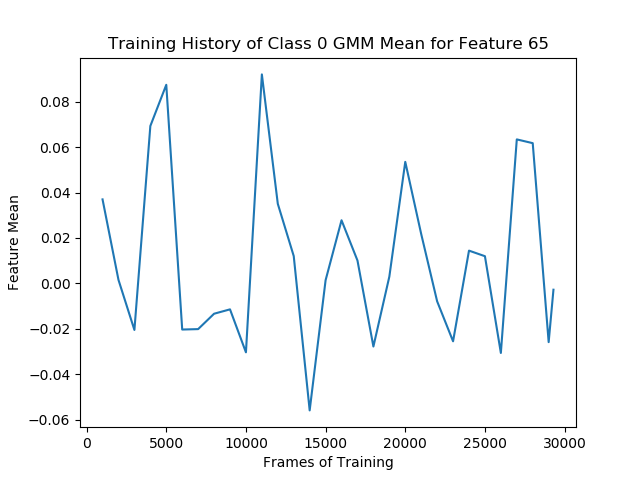 Training History of Class 0 GMM Mean for Feature 65
0.08
0.06
0.04
0.02
0.00
−0.02
−0.04
−0.06
Feature Mean
0 5000 10000 15000 20000 25000 30000
Frames of Training